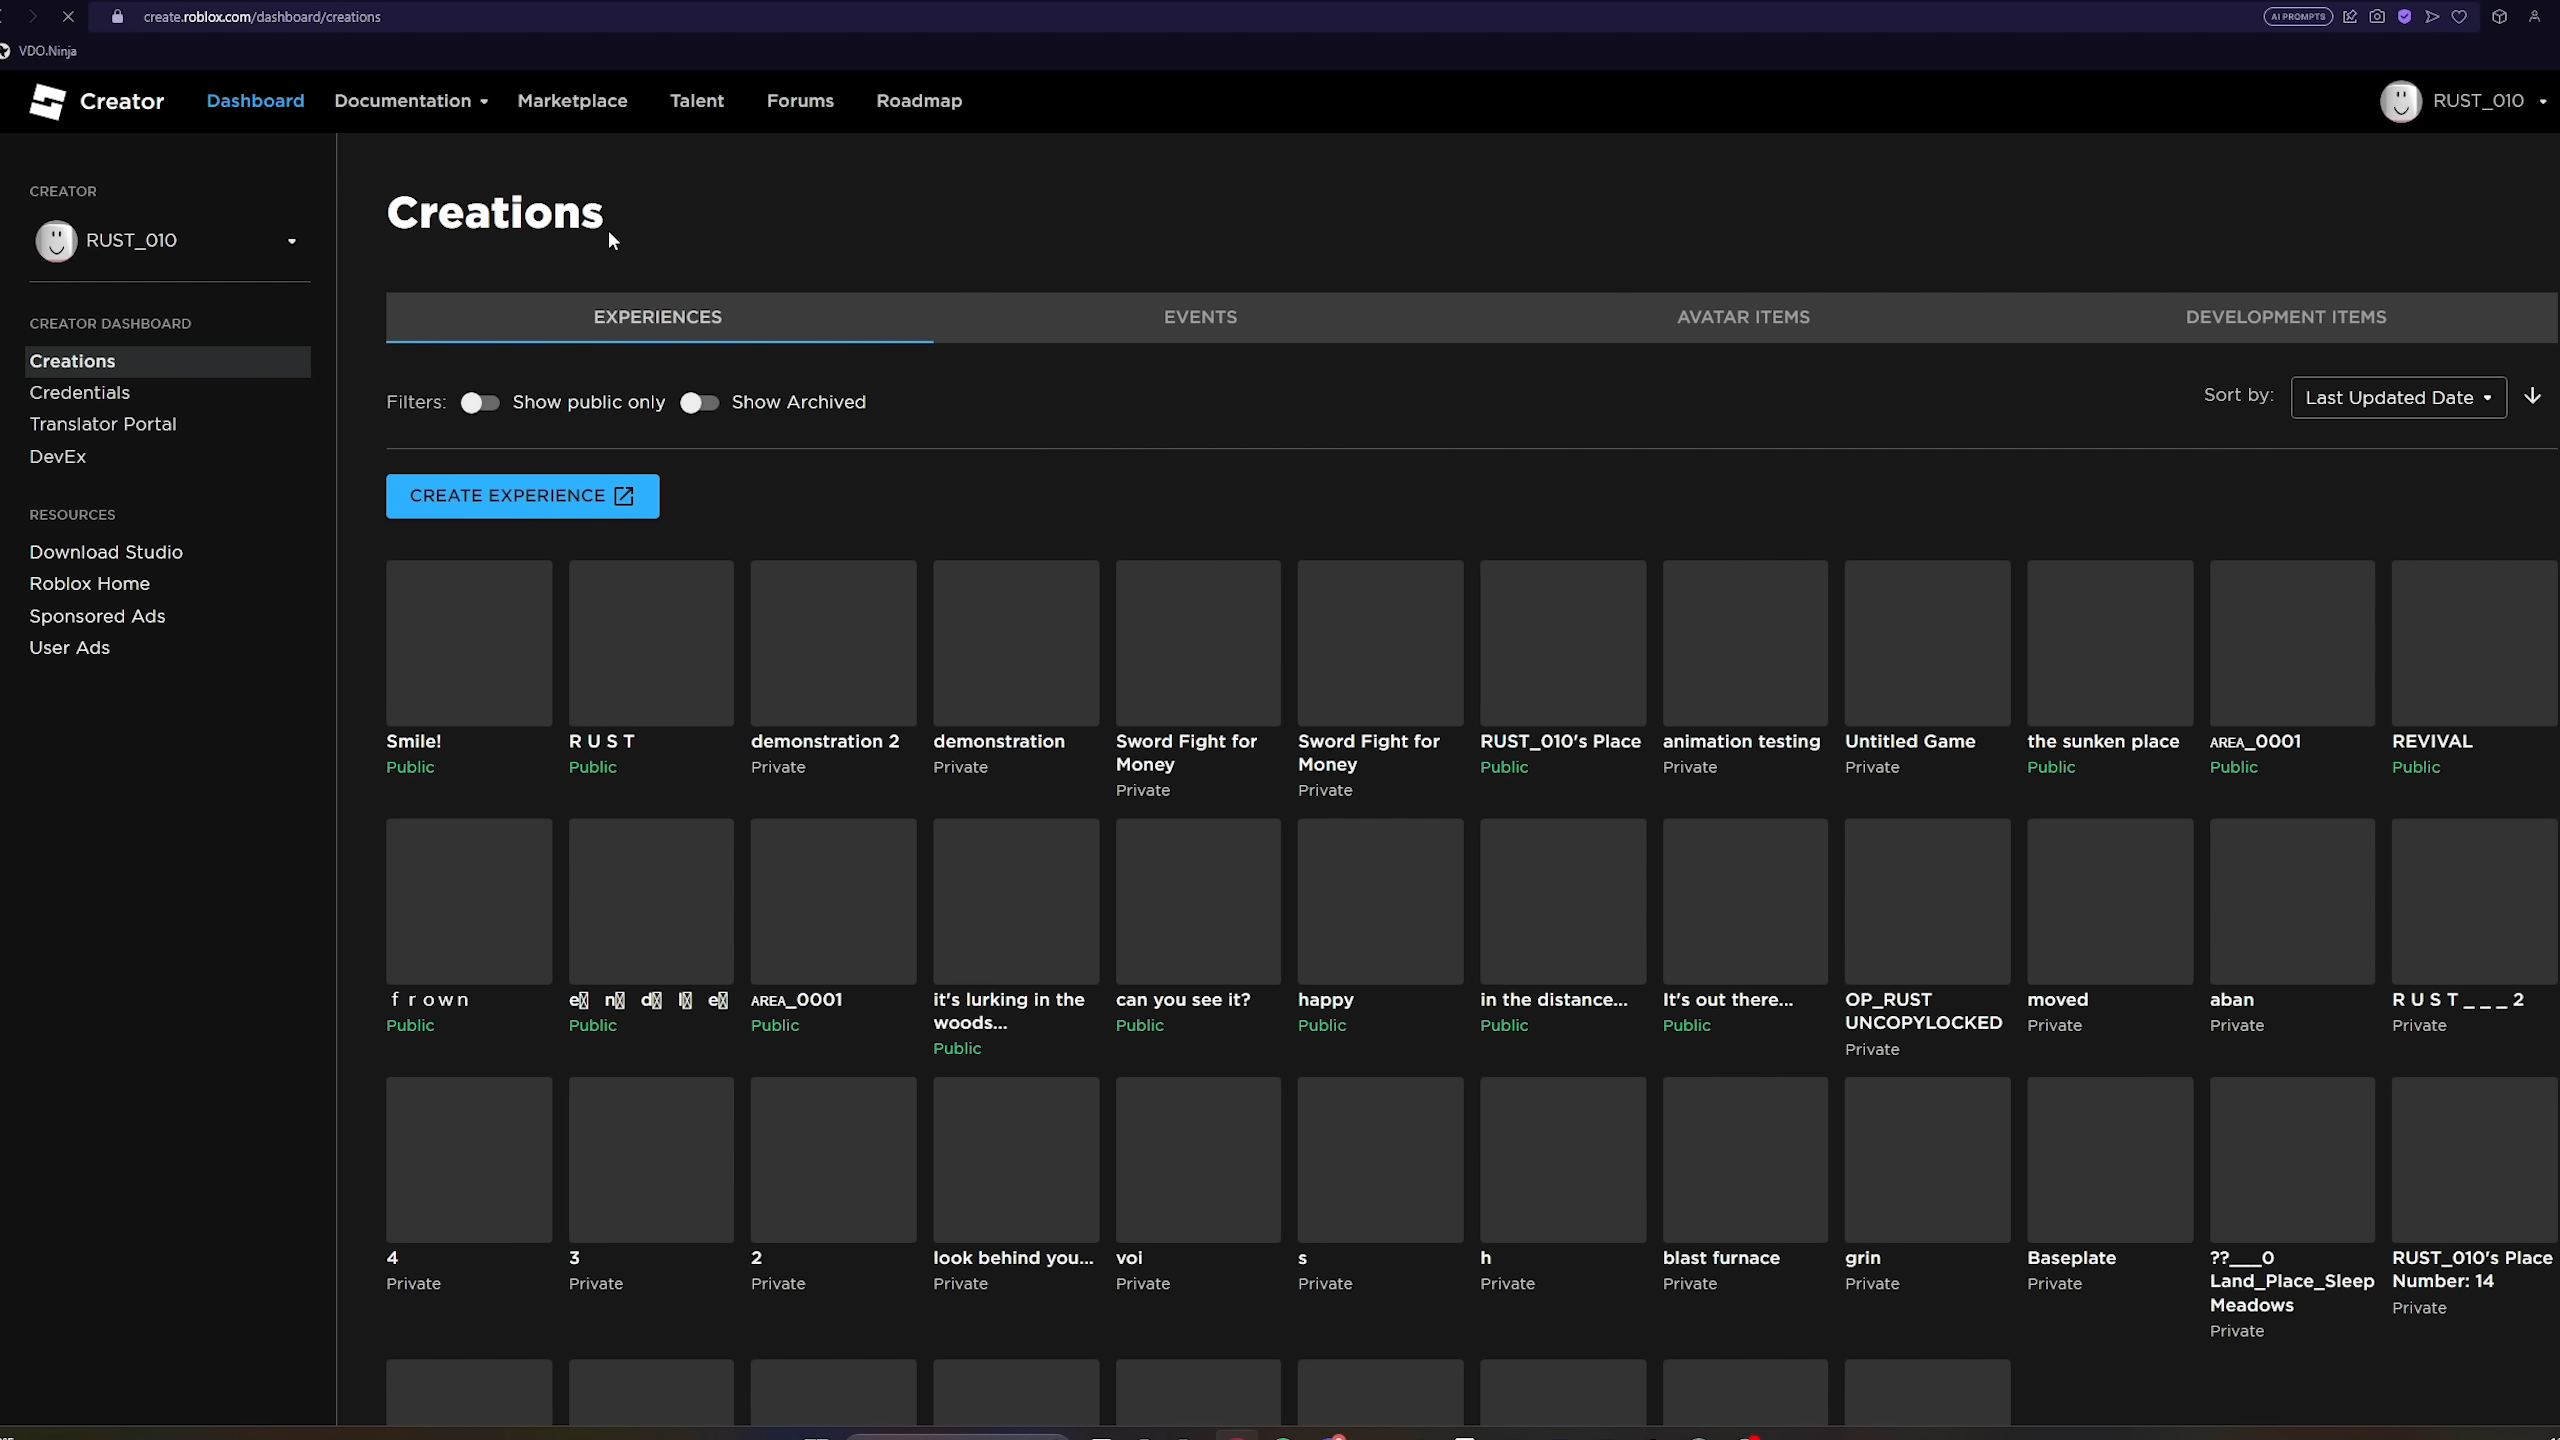 create.roblox.com/dashboard/creations
AI PROMPTS
VDO.Ninja
Creator
Dashboard
Documentation
Marketplace
Talent
Forums
Roadmap
RUST_010
CREATOR
RUST_010
CREATOR DASHBOARD
Creations
Credentials
Translator Portal
DevEx
RESOURCES
Download Studio
Roblox Home
Sponsored Ads
User Ads
Creations
EXPERIENCES
EVENTS
AVATAR ITEMS
DEVELOPMENT ITEMS
Filters:
Show public only
Show Archived
Sort by:
Last Updated Date
CREATE EXPERIENCE
Smile!
Public
R U S T
Public
demonstration 2
Private
demonstration
Private
Sword Fight for
Money
Private
Sword Fight for
Money
Private
RUST_010's Place
Public
animation testing
Private
Untitled Game
Private
the sunken place
Public
AREA_0001
Public
REVIVAL
Public
f r o w n
Public
e n d l e
Public
AREA_0001
Public
it's lurking in the
woods...
Public
can you see it?
Public
happy
Public
in the distance...
Public
It's out there...
Public
OP_RUST
UNCOPYLOCKED
Private
moved
Private
aban
Private
R U S T _ _ _ 2
Private
4
Private
3
Private
2
Private
look behind you...
Private
voi
Private
s
Private
h
Private
blast furnace
Private
grin
Private
Baseplate
Private
??___0
Land_Place_Sleep
Meadows
Private
RUST_010's Place
Number: 14
Private